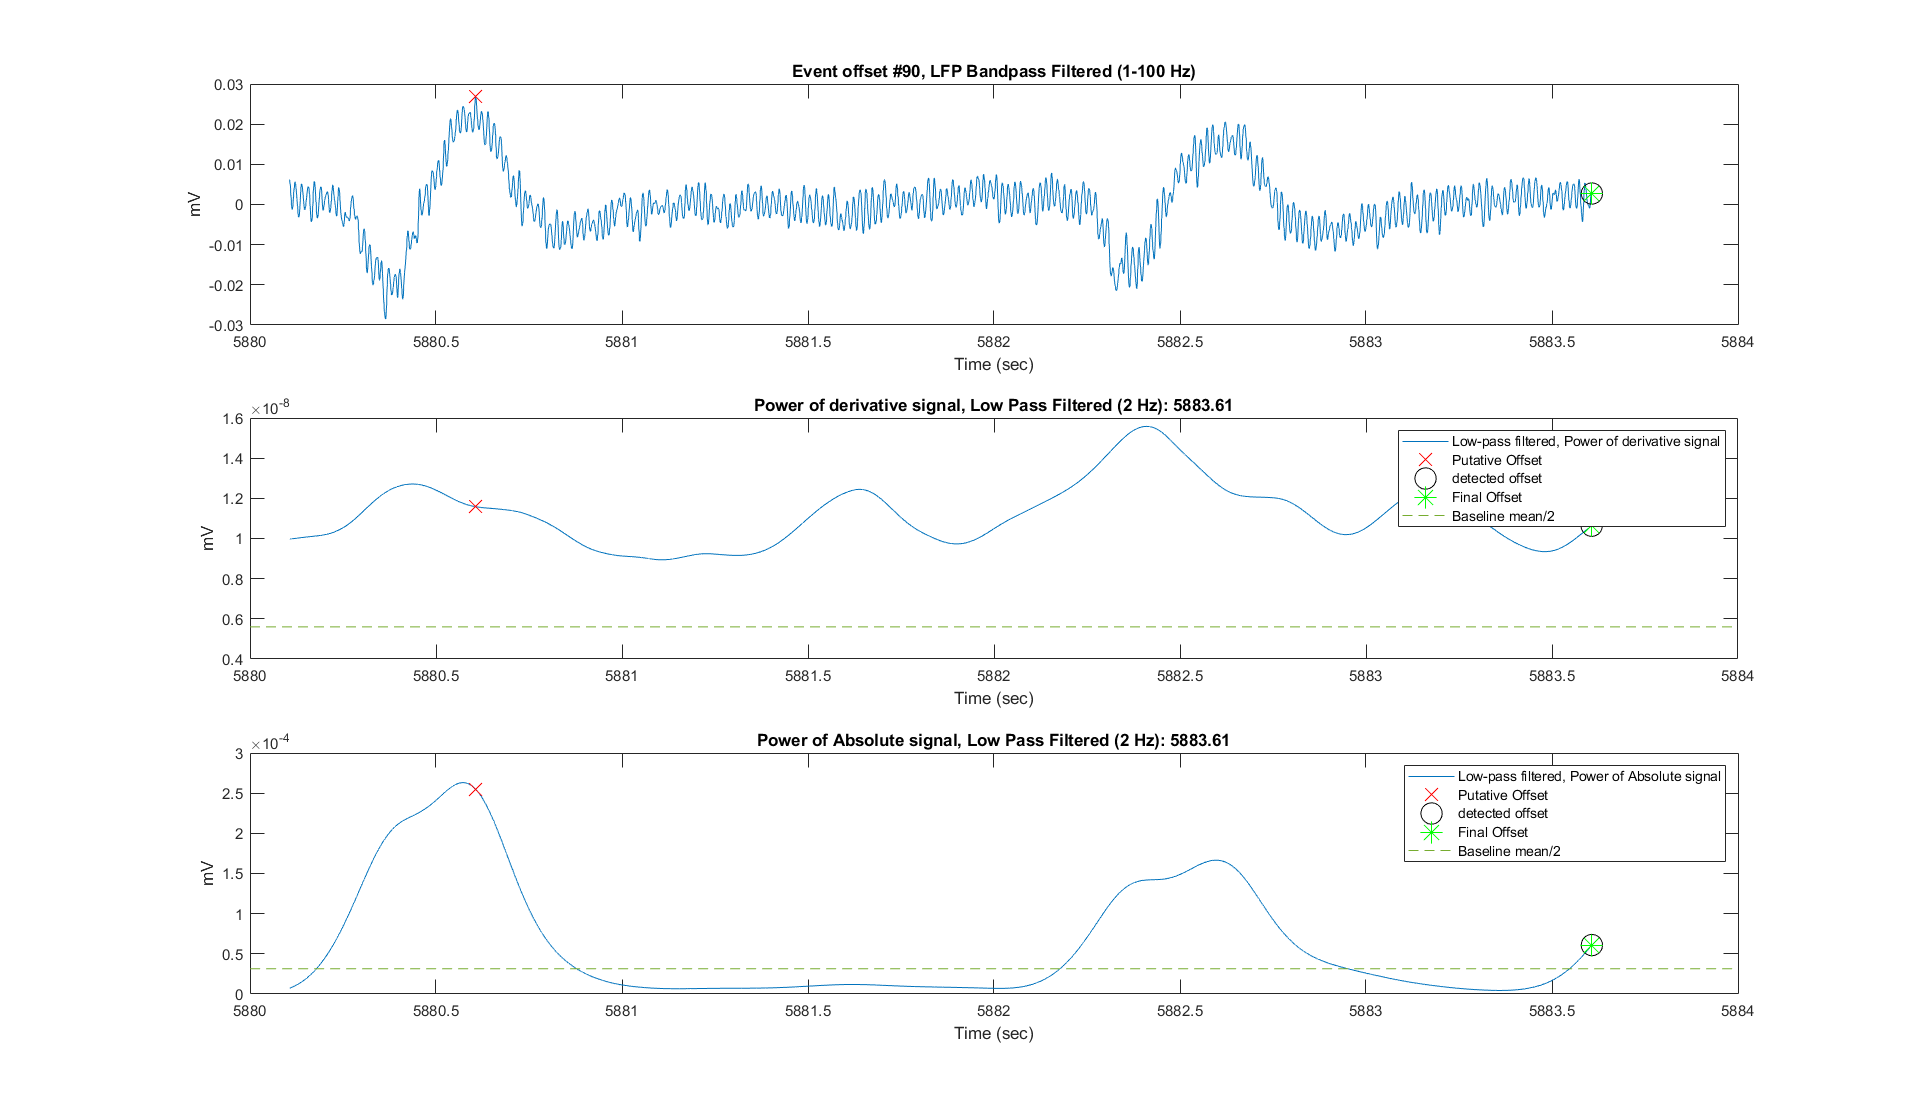 Event offset #90, LFP Bandpass Filtered (1-100 Hz)
0.03
0.02
0.01
0
-0.01
-0.02
-0.03
mV
5880 5880.5 5881 5881.5 5882 5882.5 5883 5883.5 5884
Time (sec)
Power of derivative signal, Low Pass Filtered (2 Hz): 5883.61
×10-8
1.6
1.4
1.2
1
0.8
0.6
0.4
mV
Low-pass filtered, Power of derivative signal
Putative Offset
detected offset
Final Offset
Baseline mean/2
5880 5880.5 5881 5881.5 5882 5882.5 5883 5883.5 5884
Time (sec)
Power of Absolute signal, Low Pass Filtered (2 Hz): 5883.61
×10-4
3
2.5
2
1.5
1
0.5
0
mV
Low-pass filtered, Power of Absolute signal
Putative Offset
detected offset
Final Offset
Baseline mean/2
5880 5880.5 5881 5881.5 5882 5882.5 5883 5883.5 5884
Time (sec)